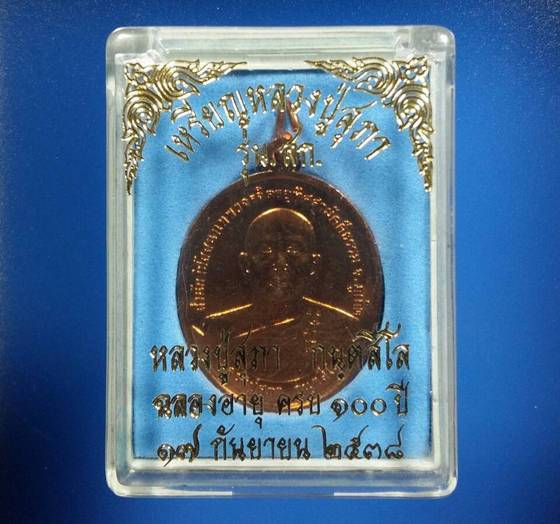 เหรียญหลวงปู่สุภา
รุ่น สก.
หลวงปู่สุภา กนฺตสีโล
ฉลองอายุ ครบ ๑๐๐ ปี
๑๗ กันยายน ๒๕๓๘